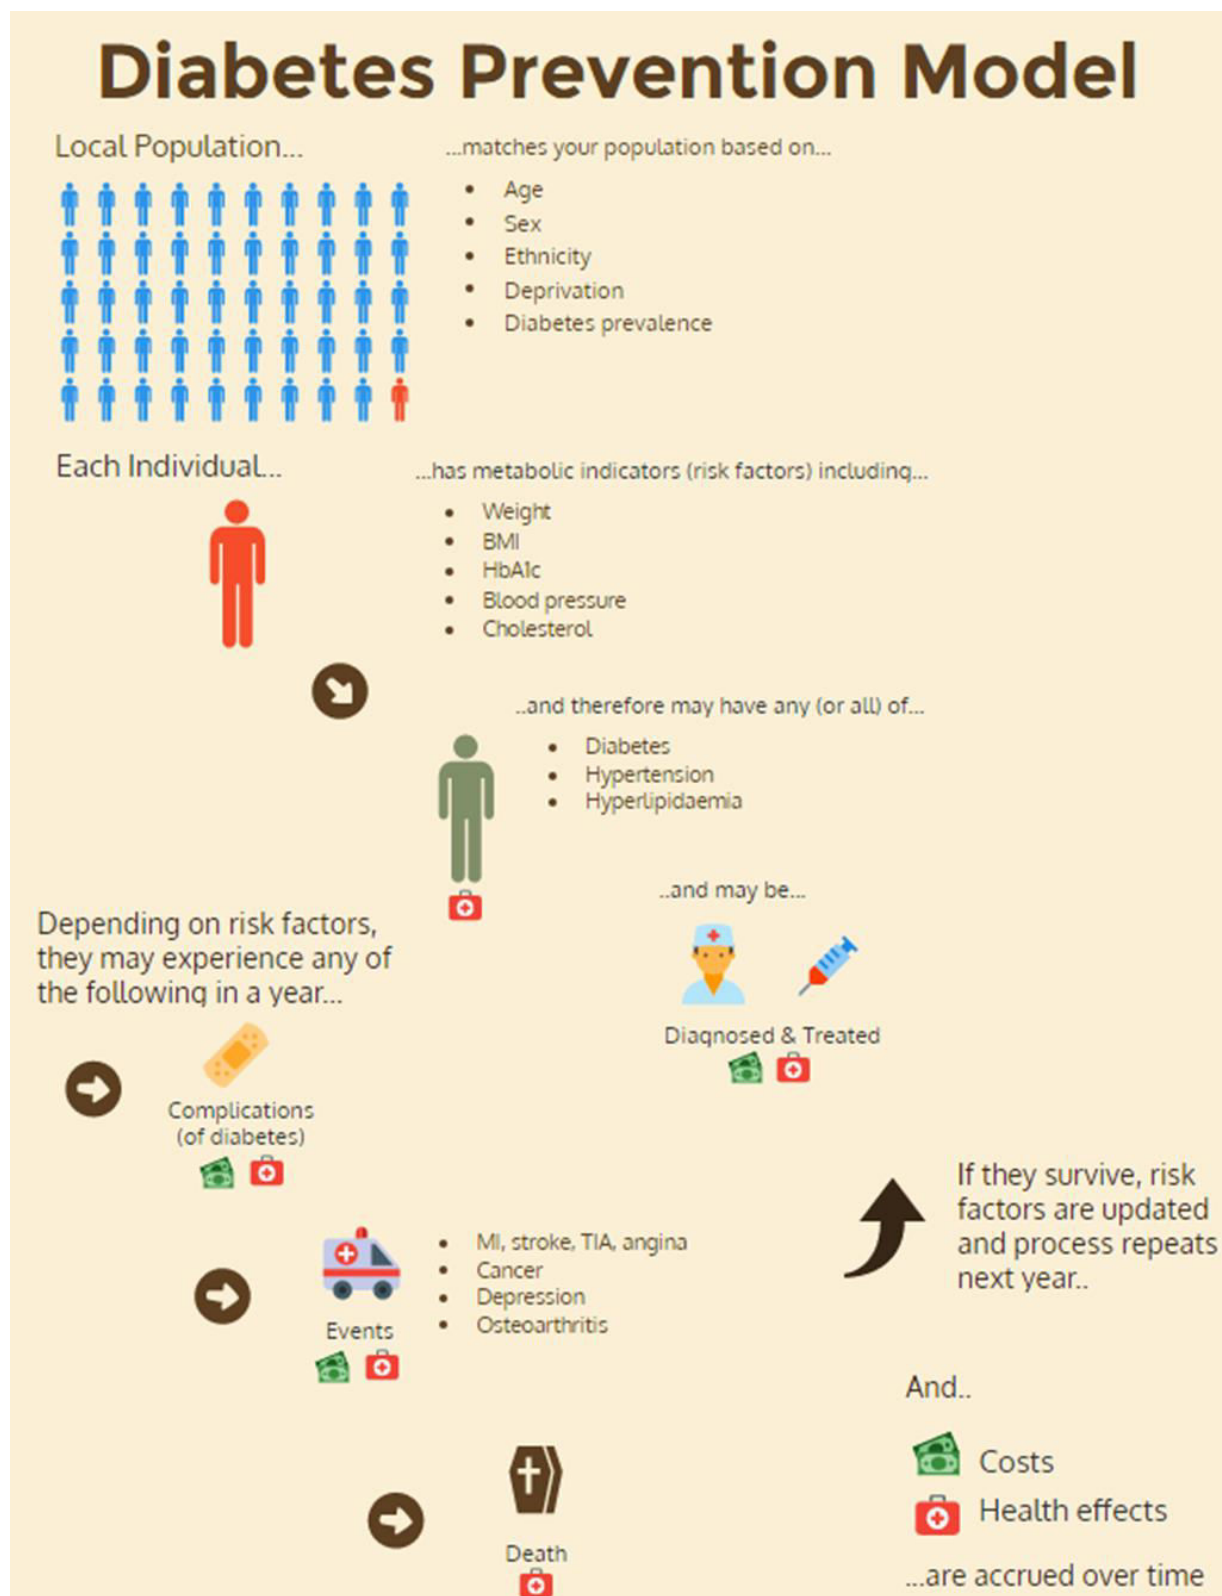 Diabetes Prevention Model
Local Population...
...matches your population based on...
• Age
• Sex
• Ethnicity
• Deprivation
• Diabetes prevalence
Each Individual...
...has metabolic indicators (risk factors) including...
• Weight
• BMI
• HbA1c
• Blood pressure
• Cholesterol
..and therefore may have any (or all) of...
• Diabetes
• Hypertension
• Hyperlipidaemia
..and may be...
Diagnosed & Treated
Depending on risk factors,
they may experience any of
the following in a year...
Complications
(of diabetes)
Events
• MI, stroke, TIA, angina
• Cancer
• Depression
• Osteoarthritis
Death
If they survive, risk
factors are updated
and process repeats
next year..
And..
Costs
Health effects
...are accrued over time